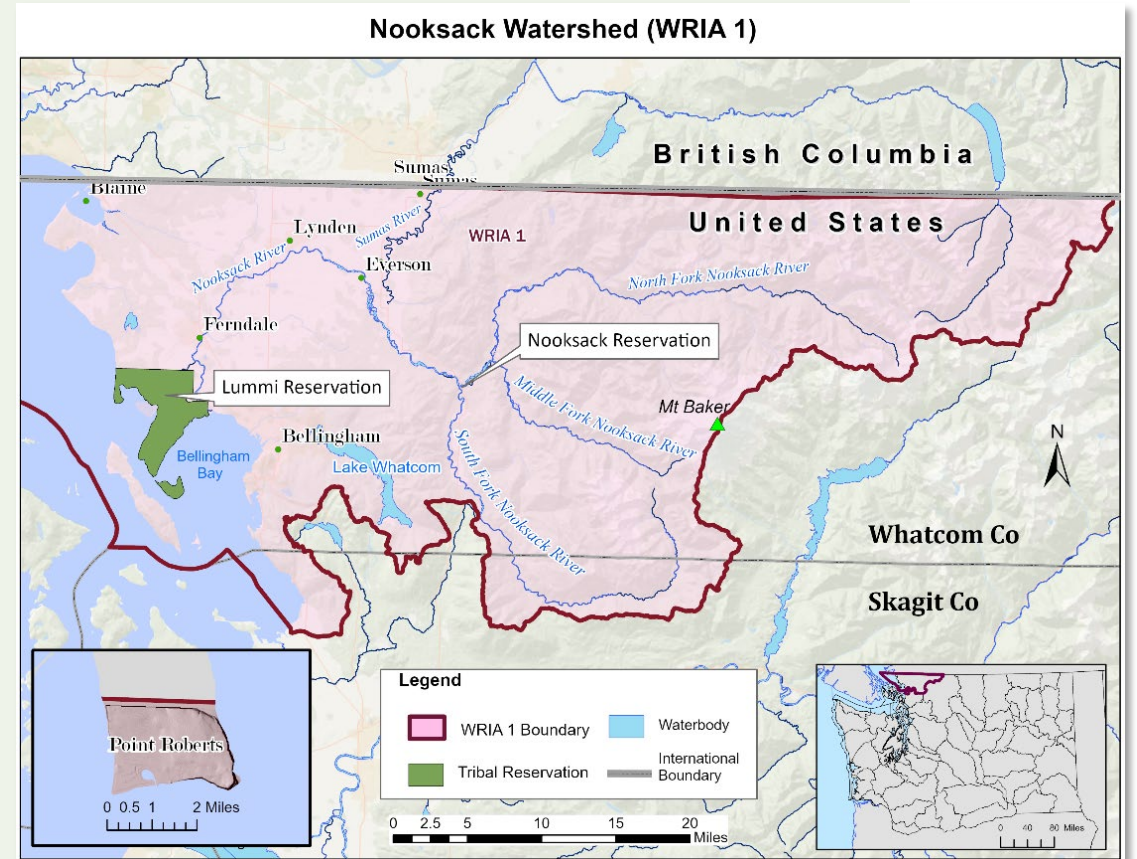 Nooksack Watershed (WRIA 1)
British Columbia
Sumas
Sumas
Blaine
United States
Lynden
Sumas River
WRIA 1
Nooksack River
Everson
North Fork Nooksack River
Ferndale
Nooksack Reservation
Lummi Reservation
Middle Fork Nooksack River
Mt Baker
Bellingham
Bellingham
Bay
Lake Whatcom
South Fork Nooksack River
N
Whatcom Co
Skagit Co
Point Roberts
0 0.5 1 2 Miles
Legend
WRIA 1 Boundary
Waterbody
Tribal Reservation
International
Boundary
0 2.5 5 10 15 20
Miles
0 40 80 Miles